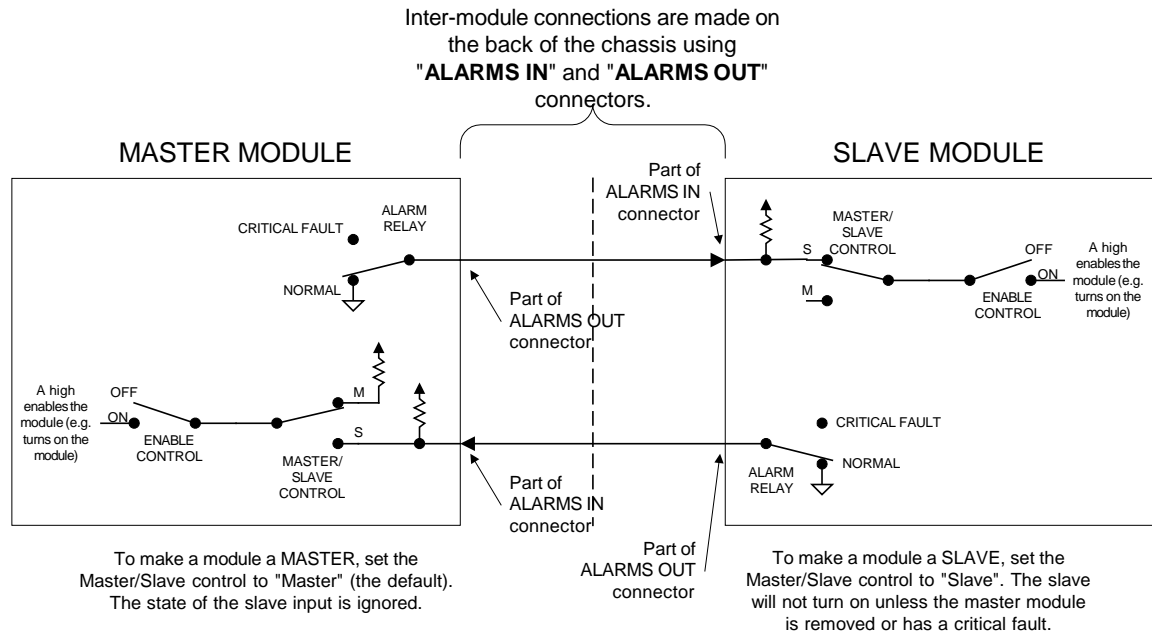 Inter-module connections are made on
the back of the chassis using
"ALARMS IN" and "ALARMS OUT"
connectors.
MASTER MODULE
SLAVE MODULE
Part of
ALARMS IN
connector
CRITICAL FAULT
ALARM
RELAY
NORMAL
Part of
ALARMS OUT
connector
S
MASTER/
SLAVE
CONTROL
M
OFF
ON
ENABLE
CONTROL
A high
enables the
module (e.g.
turns on the
module)
A high
enables the
module (e.g.
turns on the
module)
OFF
ON
ENABLE
CONTROL
M
S
MASTER/
SLAVE
CONTROL
Part of
ALARMS IN
connector
CRITICAL FAULT
NORMAL
ALARM
RELAY
Part of
ALARMS OUT
connector
To make a module a MASTER, set the
Master/Slave control to "Master" (the default).
The state of the slave input is ignored.
To make a module a SLAVE, set the
Master/Slave control to "Slave". The slave
will not turn on unless the master module
is removed or has a critical fault.